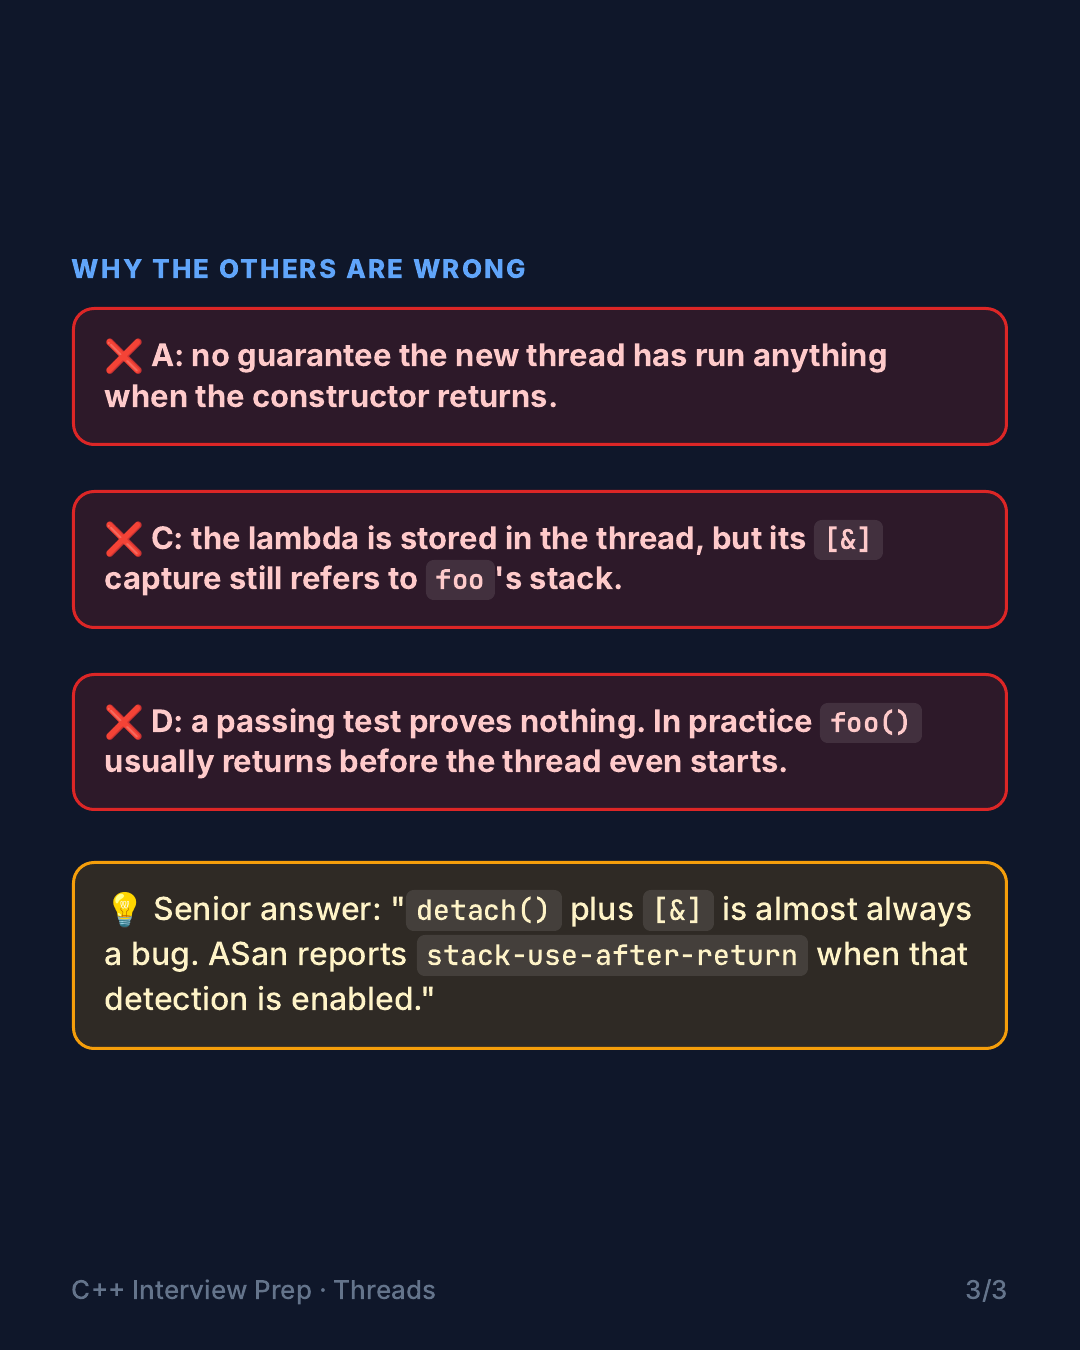 WHY THE OTHERS ARE WRONG
❌ A: no guarantee the new thread has run anything
when the constructor returns.
❌ C: the lambda is stored in the thread, but its [&]
capture still refers to foo's stack.
❌ D: a passing test proves nothing. In practice foo()
usually returns before the thread even starts.
💡 Senior answer: "detach() plus [&] is almost always
a bug. ASan reports stack-use-after-return when that
detection is enabled."
C++ Interview Prep · Threads
3/3